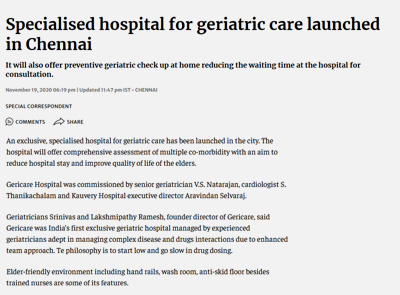 Specialised hospital for geriatric care launched
in Chennai
It will also offer preventive geriatric check up at home reducing the waiting time at the hospital for
consultation.
November 19, 2020 06:19 pm | Updated 11:47 pm IST - CHENNAI
SPECIAL CORRESPONDENT
COMMENTS SHARE
An exclusive, specialised hospital for geriatric care has been launched in the city. The
hospital will offer comprehensive assessment of multiple co-morbidity with an aim to
reduce hospital stay and improve quality of life of the elders.
Gericare Hospital was commissioned by senior geriatrician V.S. Natarajan, cardiologist S.
Thanikachalam and Kauvery Hospital executive director Aravindan Selvaraj.
Geriatricians Srinivas and Lakshmipathy Ramesh, founder director of Gericare, said
Gericare was India's first exclusive geriatric hospital managed by experienced
geriatricians adept in managing complex disease and drugs interactions due to enhanced
team approach. Te philosophy is to start low and go slow in drug dosing.
Elder-friendly environment including hand rails, wash room, anti-skid floor besides
trained nurses are some of its features.